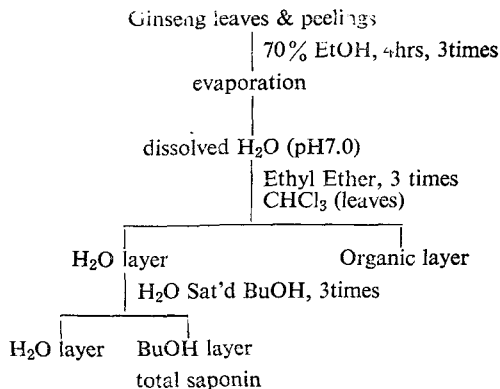 Ginseng leaves & peelings
70% EtOH, 4hrs, 3times
evaporation
dissolved H₂O (pH7.0)
Ethyl Ether, 3 times
CHCl₃ (leaves)
H₂O layer Organic layer
H₂O Sat'd BuOH, 3times
H₂O layer BuOH layer
total saponin